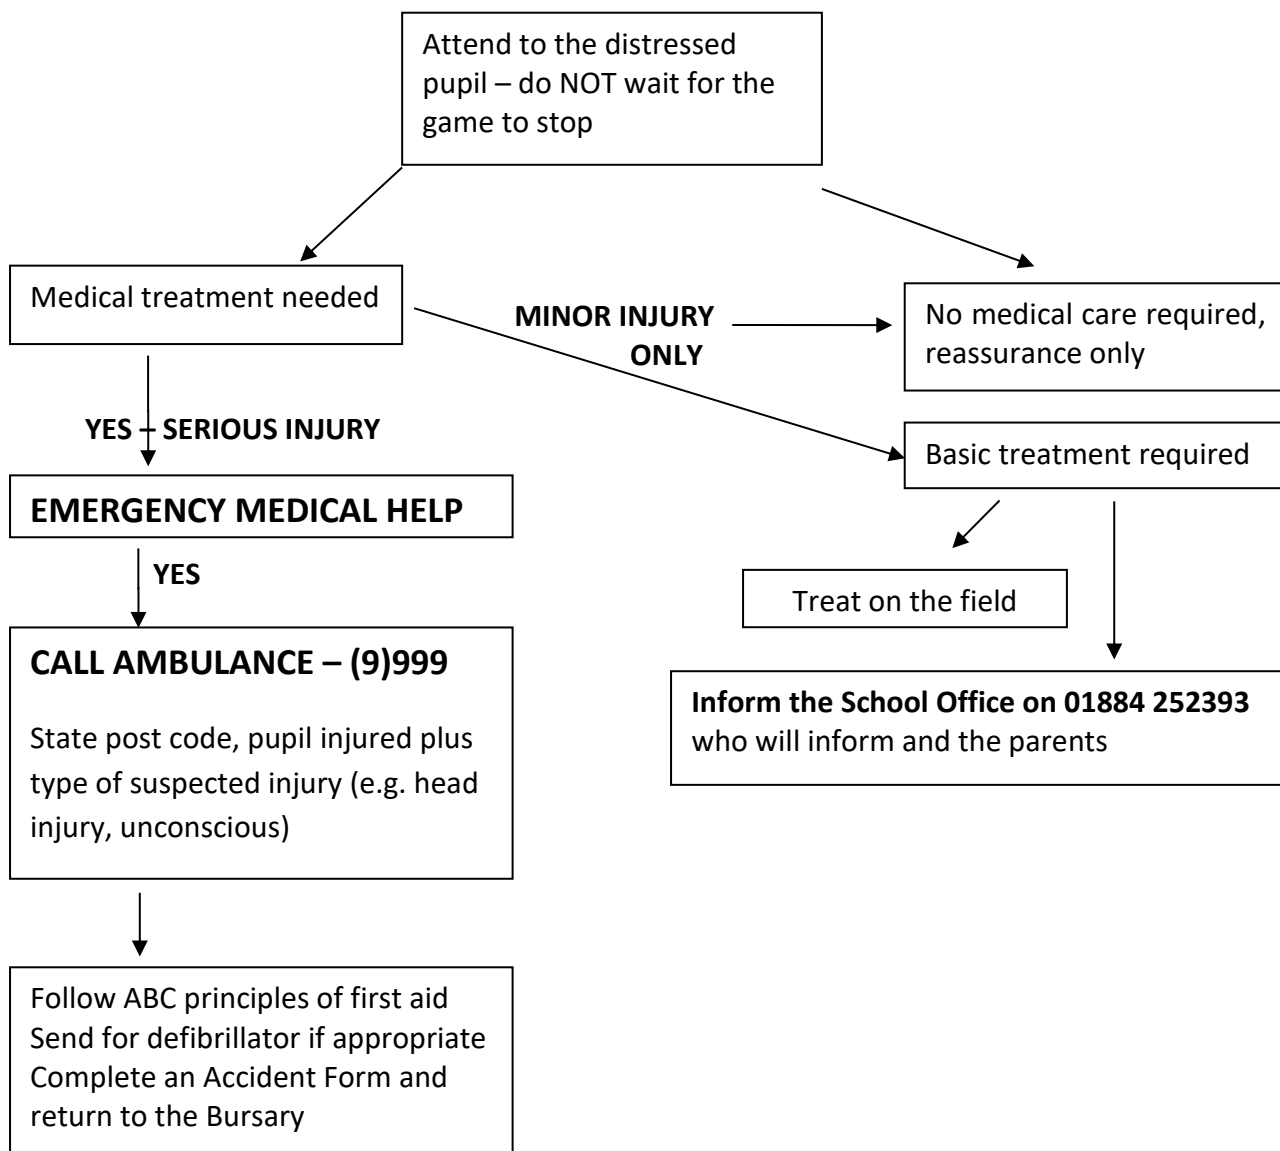 Attend to the distressed
pupil – do NOT wait for the
game to stop
Medical treatment needed
MINOR INJURY
ONLY
No medical care required,
reassurance only
YES – SERIOUS INJURY
Basic treatment required
EMERGENCY MEDICAL HELP
YES
Treat on the field
CALL AMBULANCE – (9)999
State post code, pupil injured plus
type of suspected injury (e.g. head
injury, unconscious)
Inform the School Office on 01884 252393
who will inform and the parents
Follow ABC principles of first aid
Send for defibrillator if appropriate
Complete an Accident Form and
return to the Bursary